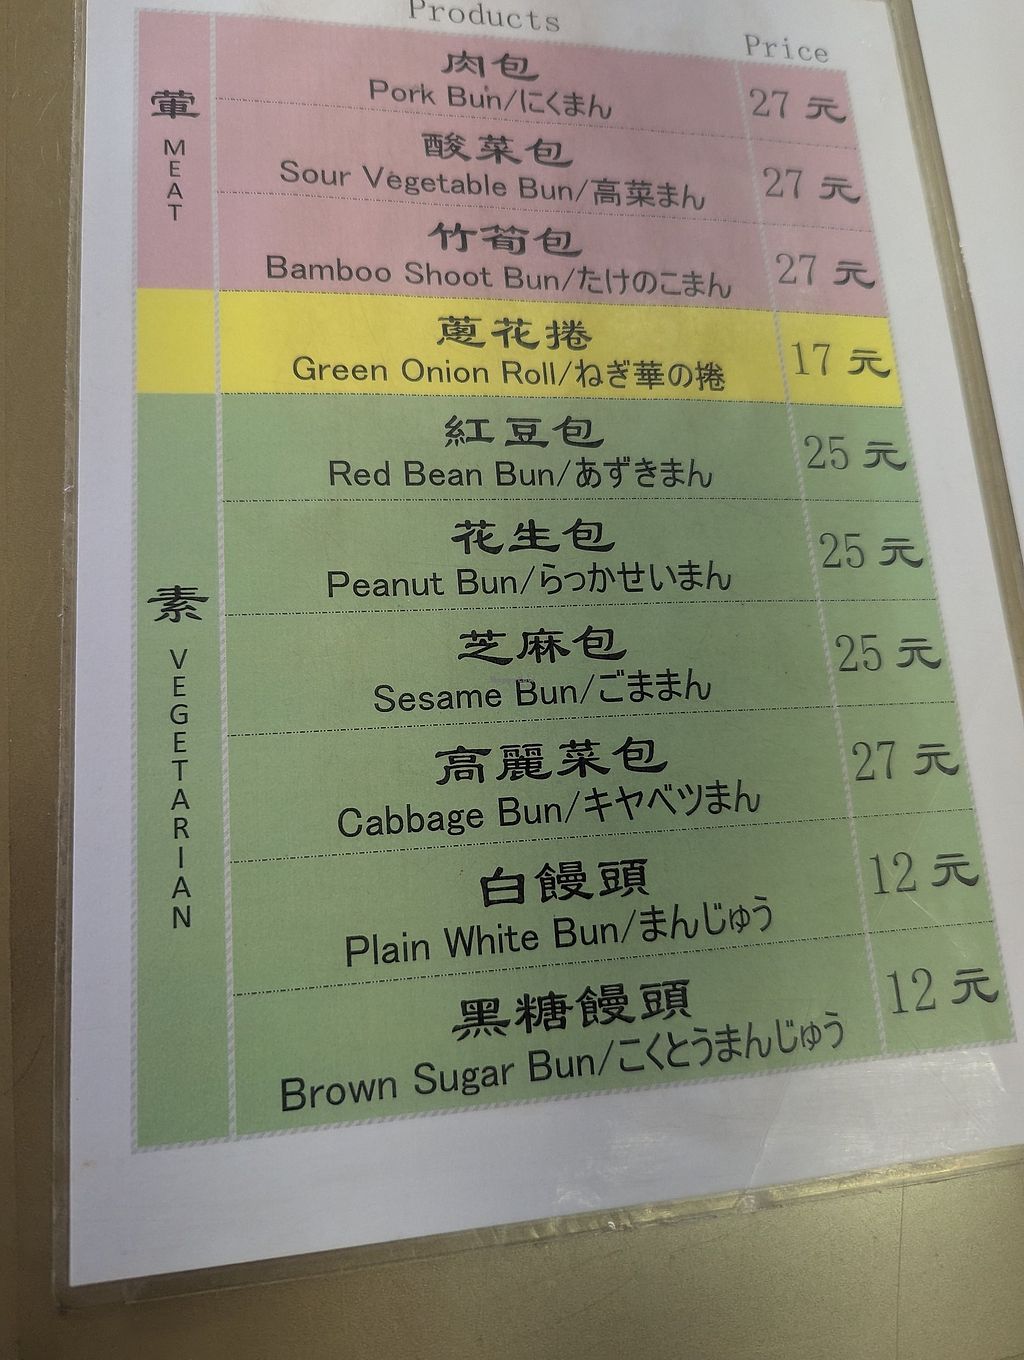 Products
Price
葷
MEAT
肉包
Pork Bun/にくまん
27 元
酸菜包
Sour Vegetable Bun/高菜まん
27 元
竹筍包
Bamboo Shoot Bun/たけのこまん
27 元
蔥花捲
Green Onion Roll/ねぎ華の捲
17 元
素
VEGETARIAN
紅豆包
Red Bean Bun/あずきまん
25 元
花生包
Peanut Bun/らっかせいまん
25 元
芝麻包
Sesame Bun/ごままん
25 元
高麗菜包
Cabbage Bun/キャベツまん
27 元
白饅頭
Plain White Bun/まんじゅう
12 元
黑糖饅頭
Brown Sugar Bun/こくとうまんじゅう
12 元